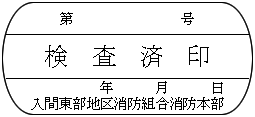 第　　　　　　号
検 査 済 印
年　　月　　日
入間東部地区消防組合消防本部